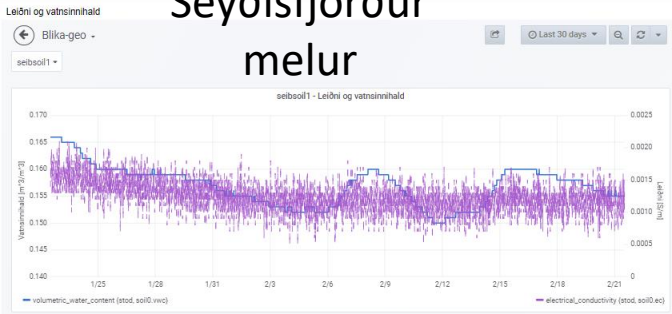 Seyðisfjörður
melur
Leiðni og vatnsinnihald
Blika-geo
Last 30 days
seibsoil1
seibsoil1 - Leiðni og vatnsinnihald
Vatnsinnihald [m^3/m^3]
0.170
0.165
0.160
0.155
0.150
0.145
0.140
0.0025
0.0020
0.0015
0.0010
0.0005
0
Leiðni [S/m]
1/25 1/28 1/31 2/3 2/6 2/9 2/12 2/15 2/18 2/21
volumetric_water_content (stod, soil0.vwc) electrical_conductivity (stod, soil0.ec)